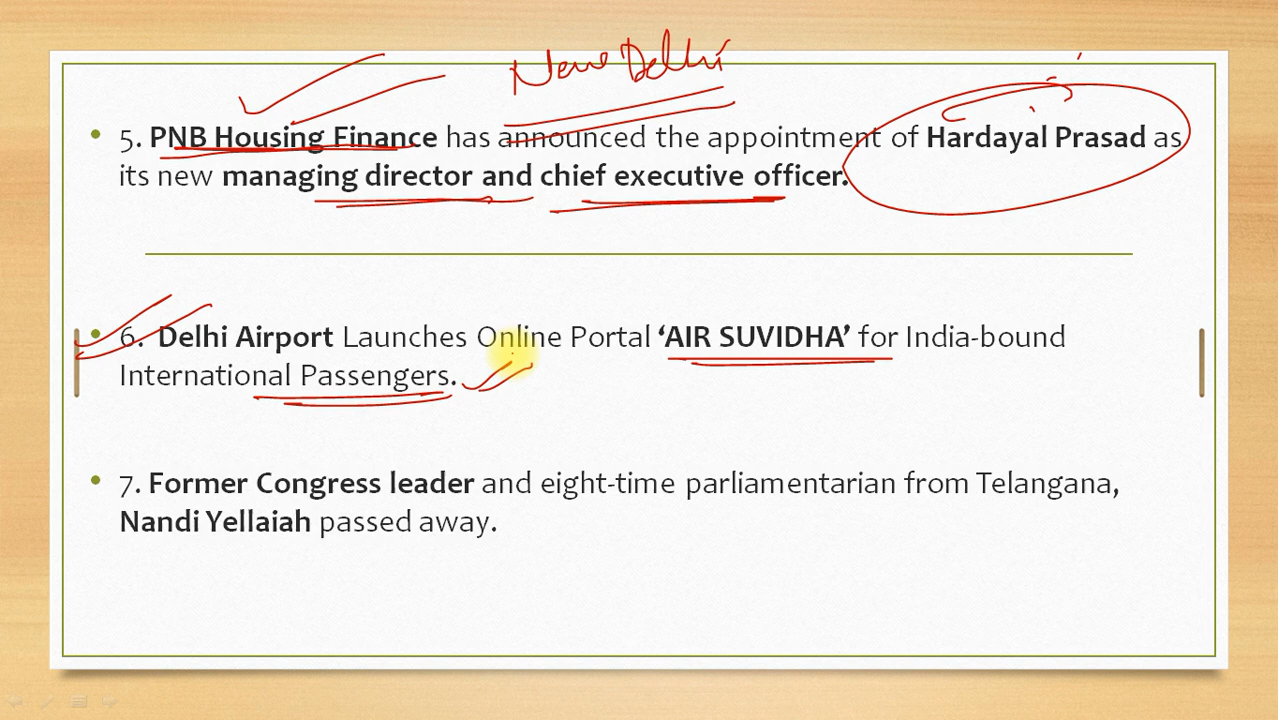 New Delhi
• 5. PNB Housing Finance has announced the appointment of Hardayal Prasad as
its new managing director and chief executive officer.
• 6. Delhi Airport Launches Online Portal ‘AIR SUVIDHA’ for India-bound
International Passengers.
• 7. Former Congress leader and eight-time parliamentarian from Telangana,
Nandi Yellaiah passed away.